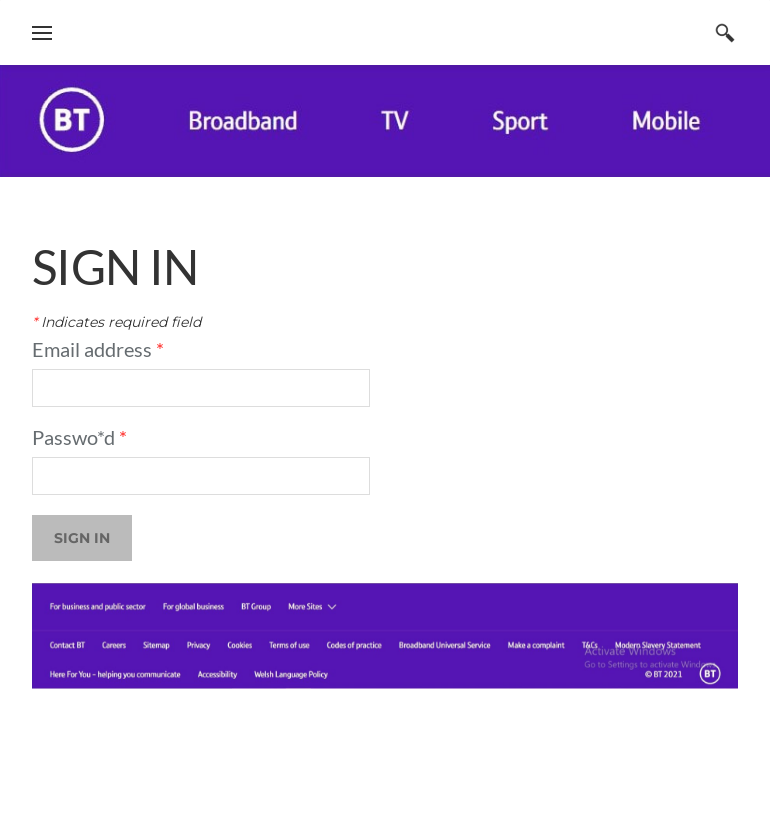 BT Broadband TV Sport Mobile
SIGN IN
* Indicates required field
Email address *
Passwo*d *
SIGN IN
For business and public sector For global business BT Group More Sites
Contact BT Careers Sitemap Privacy Cookies Terms of use Codes of practice Broadband Universal Service Make a complaint T&Cs Modern Slavery Statement
Activate Windows
Go to Settings to activate Windows.
Here For You – helping you communicate Accessibility Welsh Language Policy © BT 2021 BT